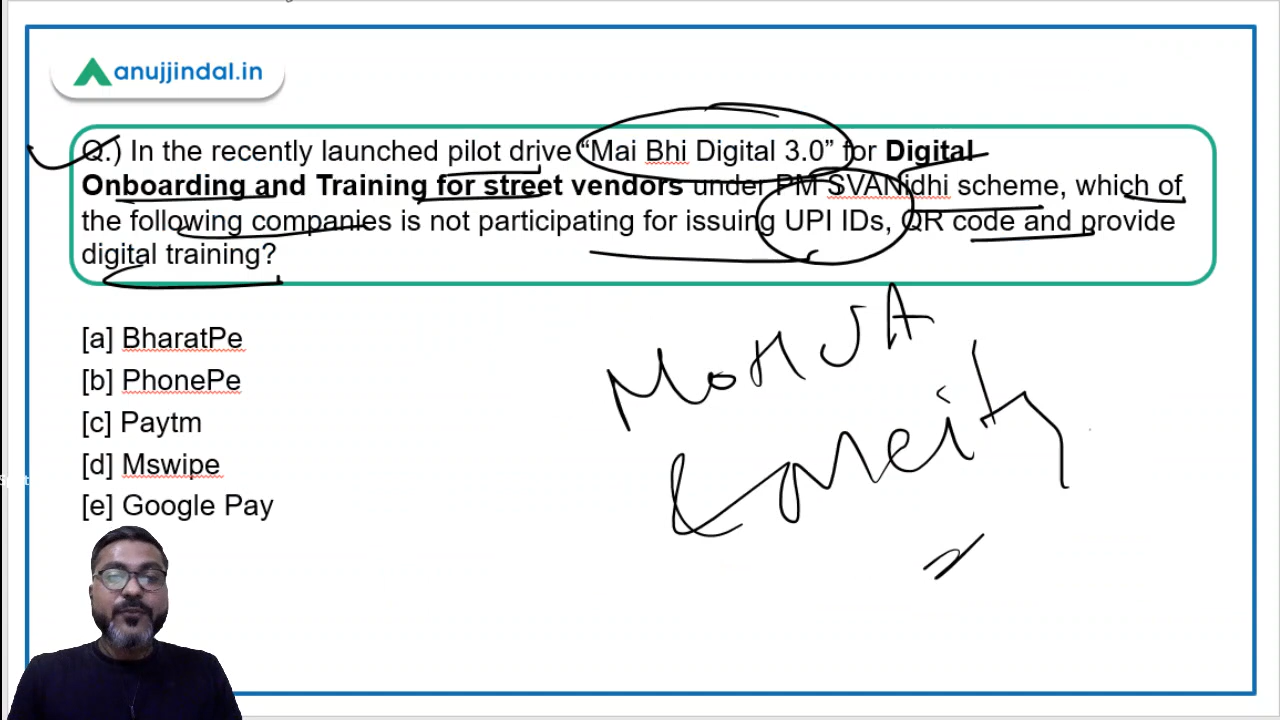 anujjindal.in
Q.) In the recently launched pilot drive “Mai Bhi Digital 3.0” for Digital
Onboarding and Training for street vendors under PM SVANidhi scheme, which of
the following companies is not participating for issuing UPI IDs, QR code and provide
digital training?
[a] BharatPe
[b] PhonePe
[c] Paytm
[d] Mswipe
[e] Google Pay
MoHUA